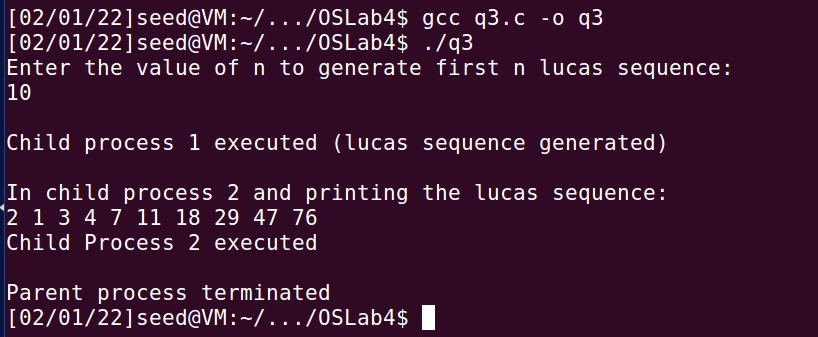 [02/01/22]seed@VM:~/.../OSLab4$ gcc q3.c -o q3
[02/01/22]seed@VM:~/.../OSLab4$ ./q3
Enter the value of n to generate first n lucas sequence:
10
Child process 1 executed (lucas sequence generated)
In child process 2 and printing the lucas sequence:
2 1 3 4 7 11 18 29 47 76
Child Process 2 executed
Parent process terminated
[02/01/22]seed@VM:~/.../OSLab4$